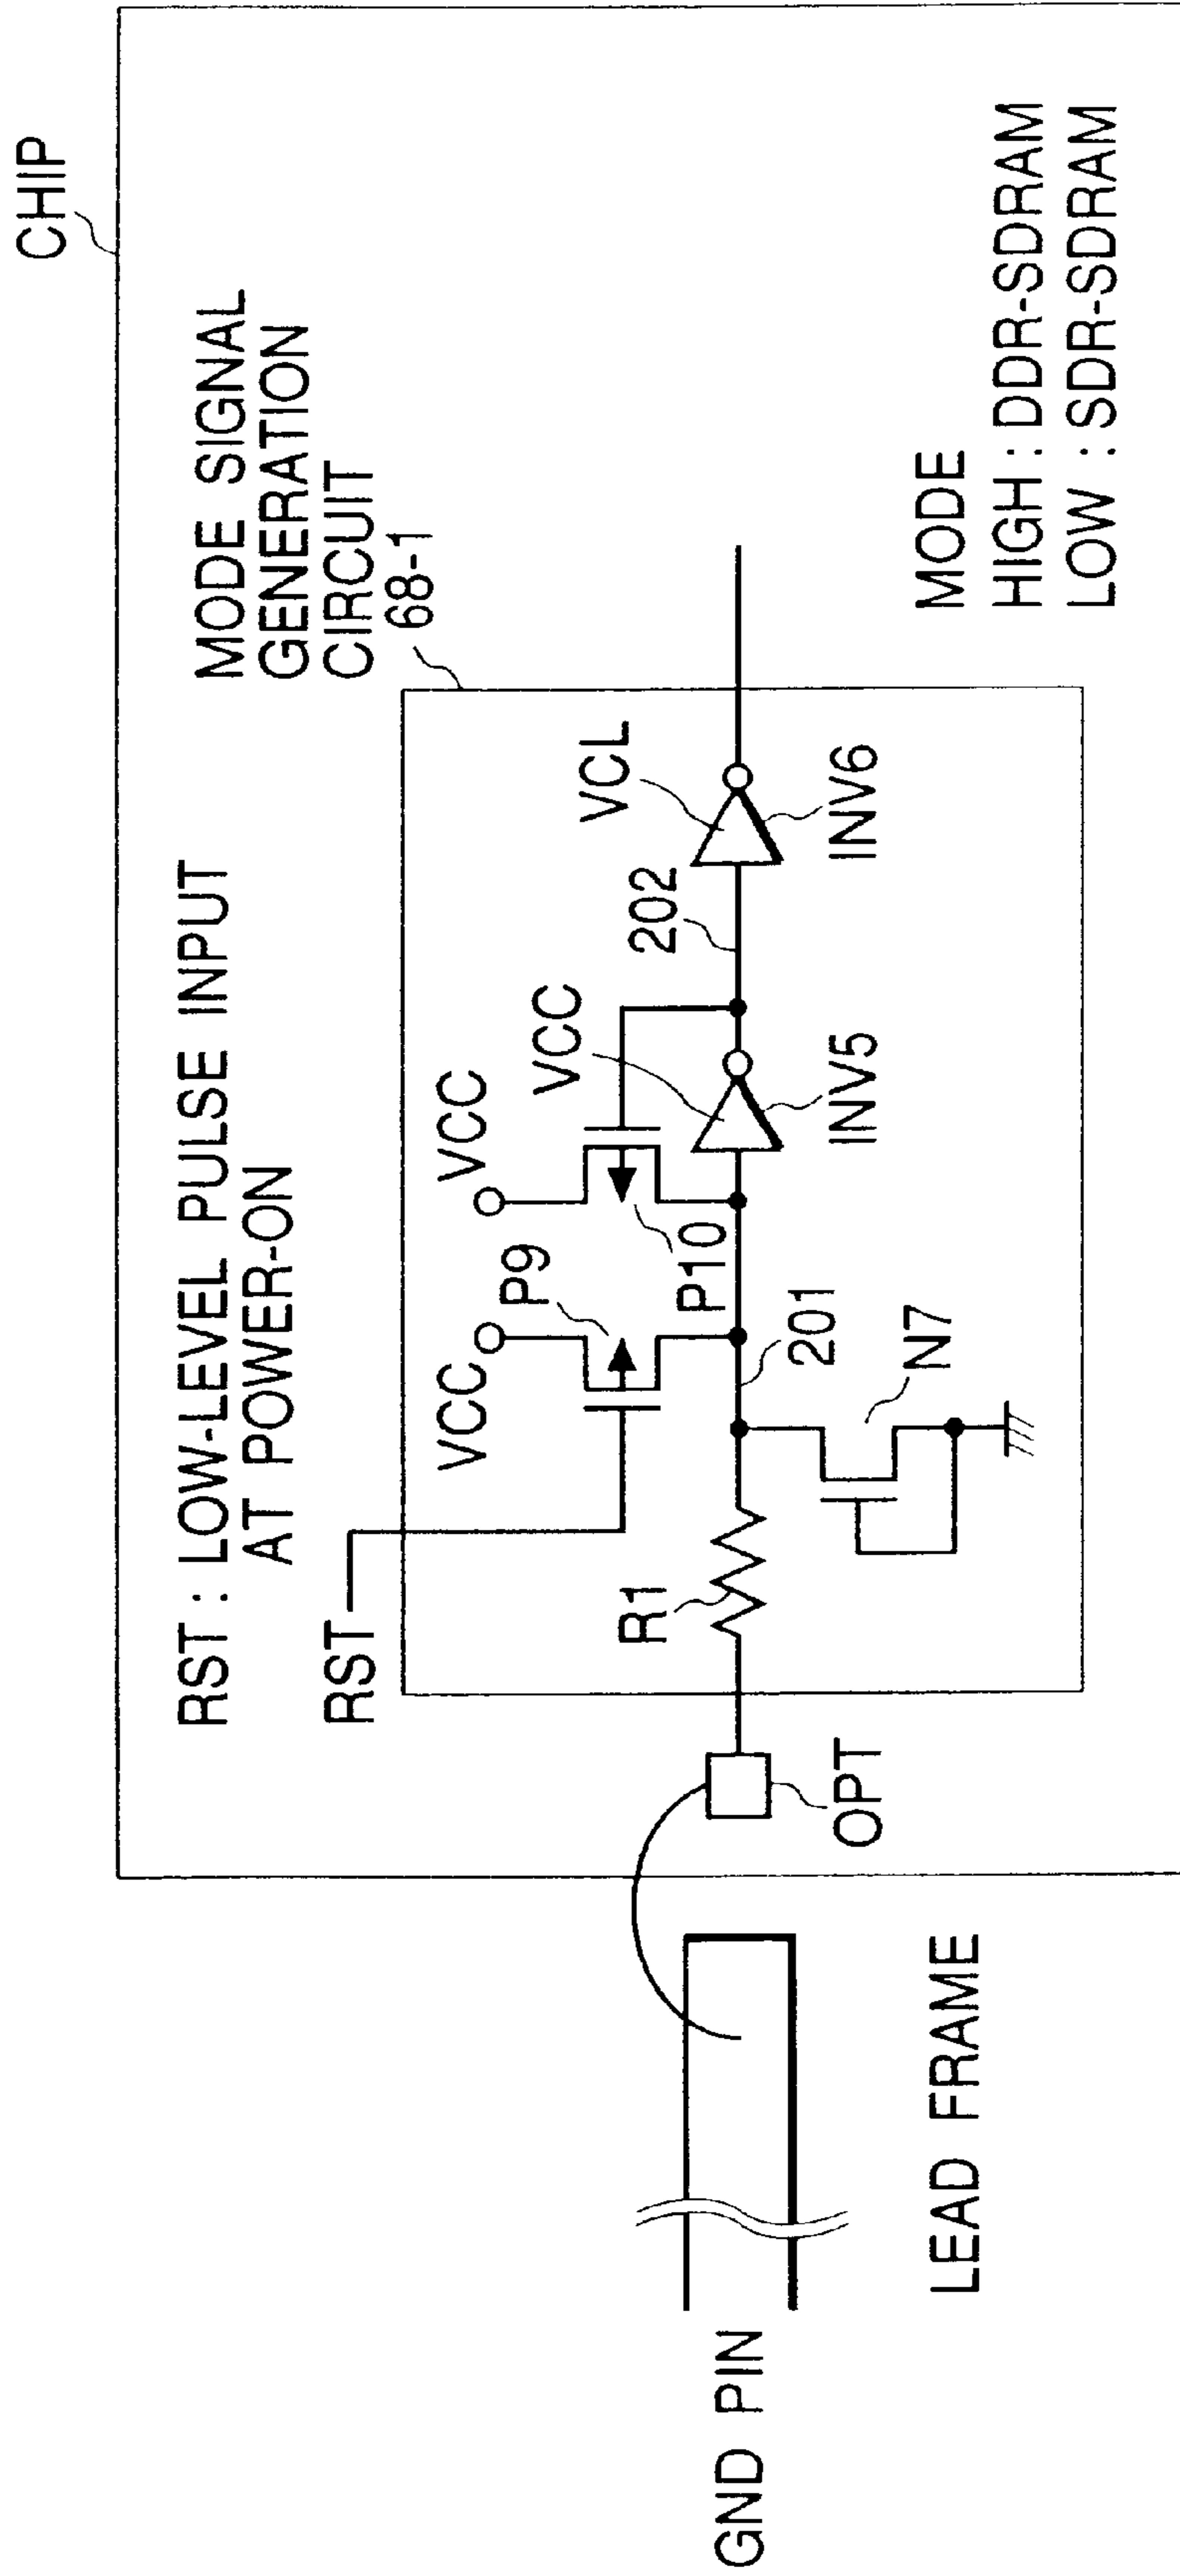 CHIP
RST : LOW-LEVEL PULSE INPUT
AT POWER-ON
MODE SIGNAL
GENERATION
CIRCUIT
68-1
RST
VCC
P9
VCC
VCC
P10
202
VCL
R1
201
INV5
INV6
N7
OPT
MODE
HIGH : DDR-SDRAM
LOW : SDR-SDRAM
GND PIN
LEAD FRAME